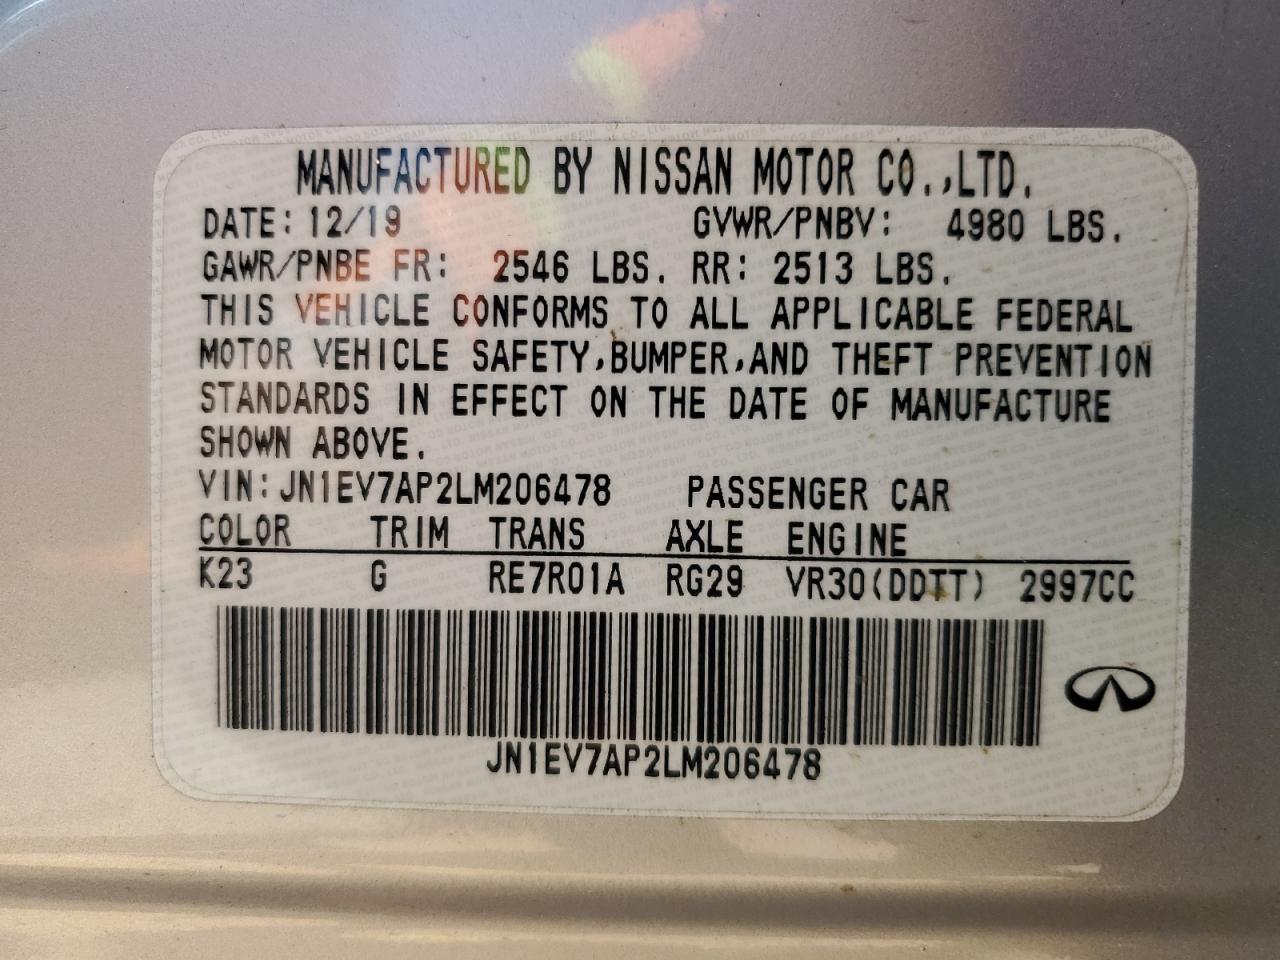 MANUFACTURED BY NISSAN MOTOR CO.,LTD.
DATE: 12/19 GVWR/PNBV: 4980 LBS.
GAWR/PNBE FR: 2546 LBS. RR: 2513 LBS.
THIS VEHICLE CONFORMS TO ALL APPLICABLE FEDERAL
MOTOR VEHICLE SAFETY,BUMPER,AND THEFT PREVENTION
STANDARDS IN EFFECT ON THE DATE OF MANUFACTURE
SHOWN ABOVE.
VIN: JN1EV7AP2LM206478 PASSENGER CAR
COLOR TRIM TRANS AXLE ENGINE
K23 G RE7R01A RG29 VR30(DDTT) 2997CC
JN1EV7AP2LM206478